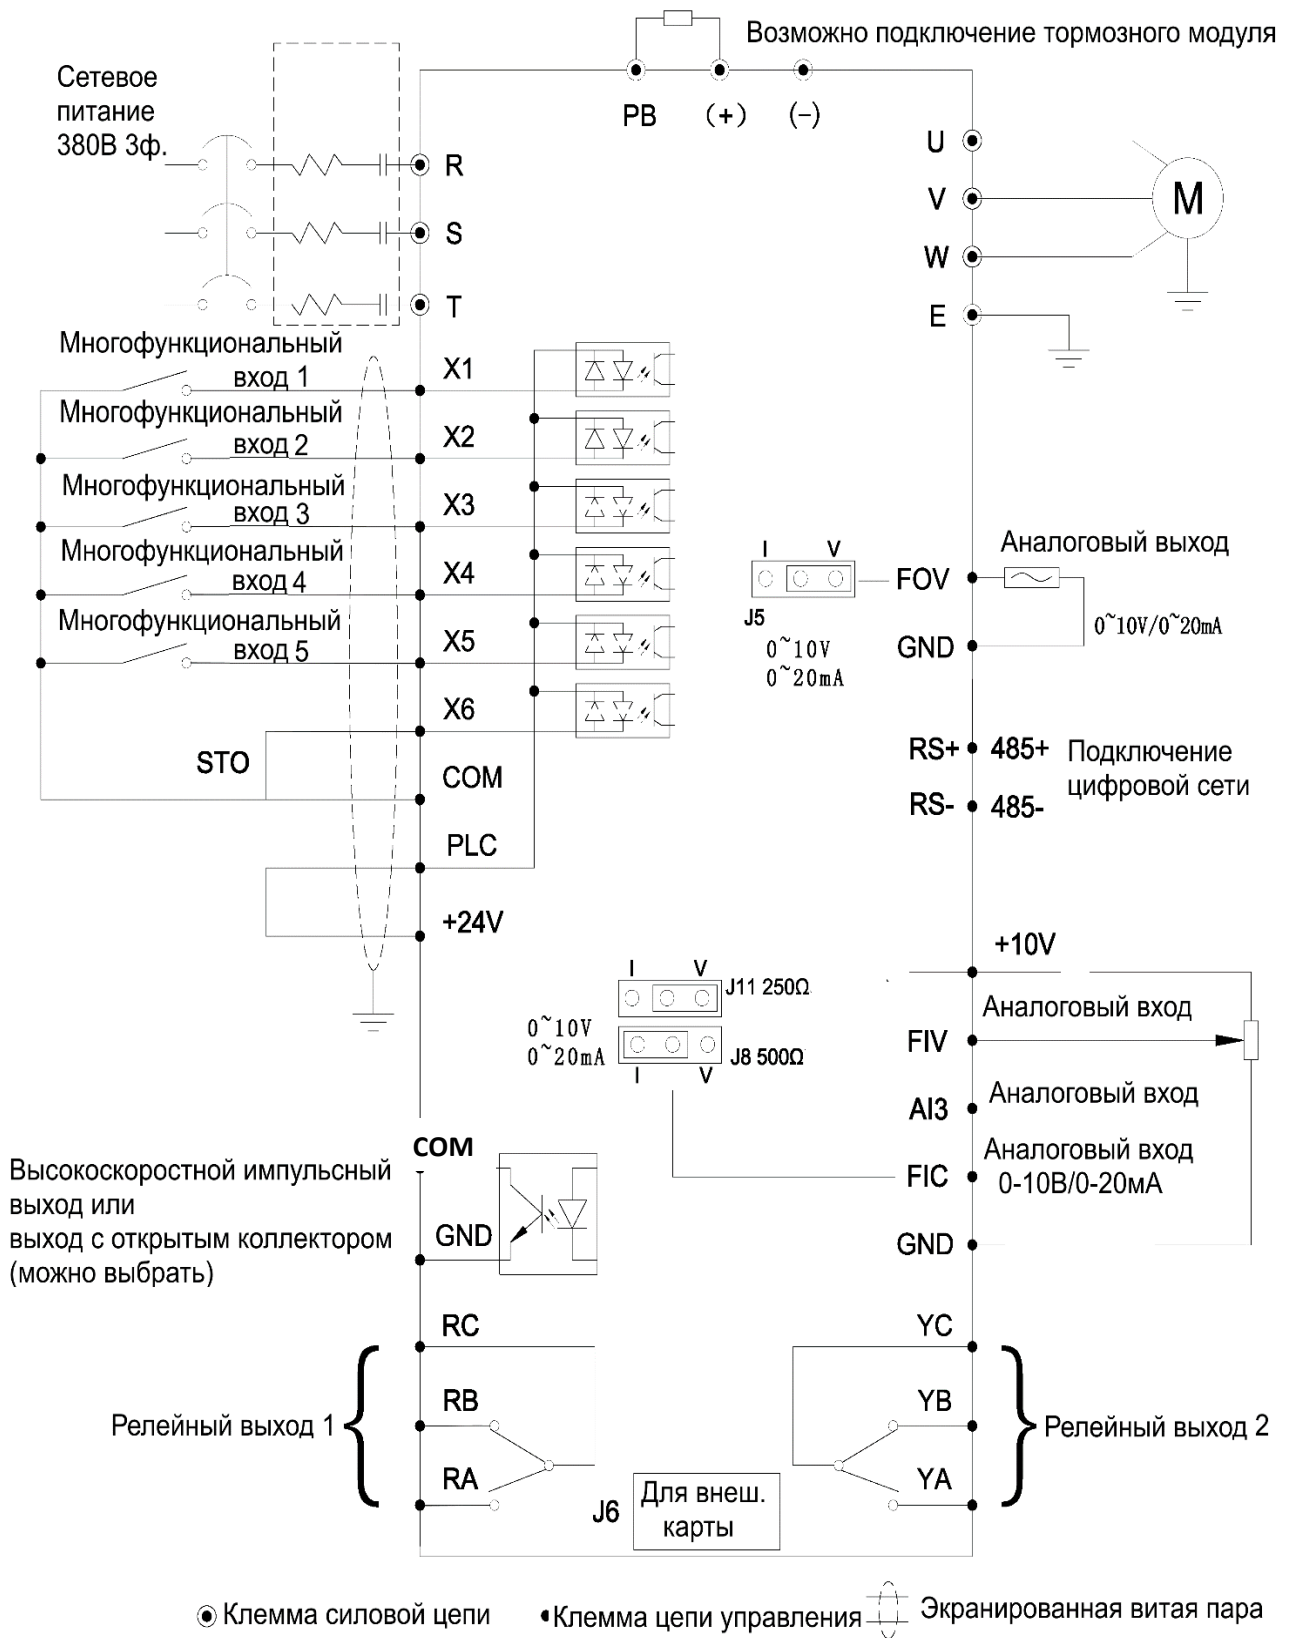 Возможно подключение тормозного модуля
Сетевое
питание
380В 3ф.
PB (+) (-)
R
S
T
U
V
W
E
M
Многофункциональный
вход 1
X1
Многофункциональный
вход 2
X2
Многофункциональный
вход 3
X3
Многофункциональный
вход 4
X4
Многофункциональный
вход 5
X5
X6
STO
COM
PLC
+24V
I V
J5
0~10V
0~20mA
FOV
GND
Аналоговый выход
0~10V/0~20mA
RS+ 485+
RS- 485-
Подключение
цифровой сети
+10V
I V
J11 250Ω
0~10V
0~20mA
J8 500Ω
I V
Аналоговый вход
FIV
AI3
Аналоговый вход
FIC
Аналоговый вход
0-10В/0-20мА
GND
COM
Высокоскоростной импульсный
выход или
выход с открытым коллектором
(можно выбрать)
GND
RC
RB
RA
Релейный выход 1
YC
YB
YA
Релейный выход 2
J6
Для внеш.
карты
Клемма силовой цепи
Клемма цепи управления
Экранированная витая пара